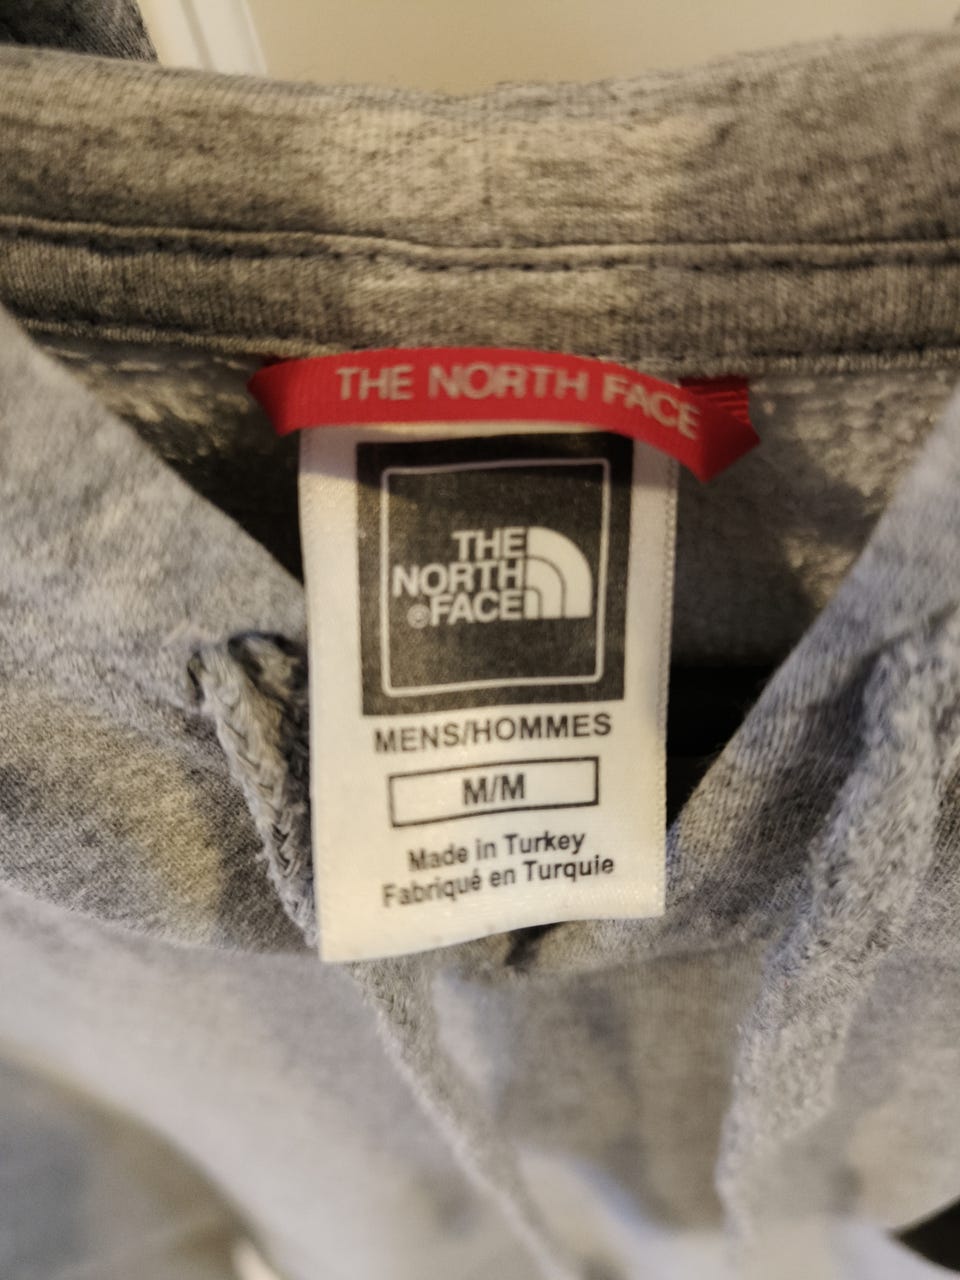 THE NORTH FACE
THE
NORTH
®FACE
MENS/HOMMES
M/M
Made in Turkey
Fabriqué en Turquie